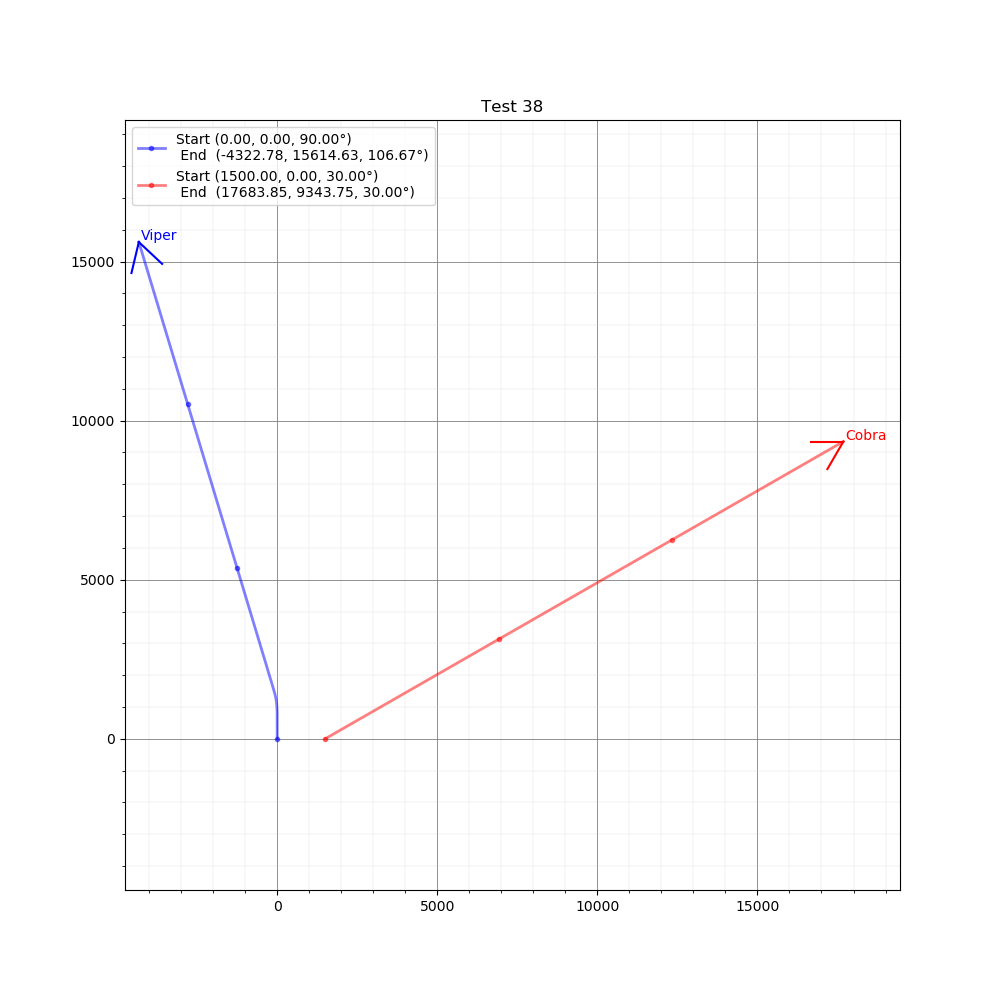 Test 38
Start (0.00, 0.00, 90.00°)
End (-4322.78, 15614.63, 106.67°)
Start (1500.00, 0.00, 30.00°)
End (17683.85, 9343.75, 30.00°)
Viper
15000
10000
Cobra
5000
0
0 5000 10000 15000